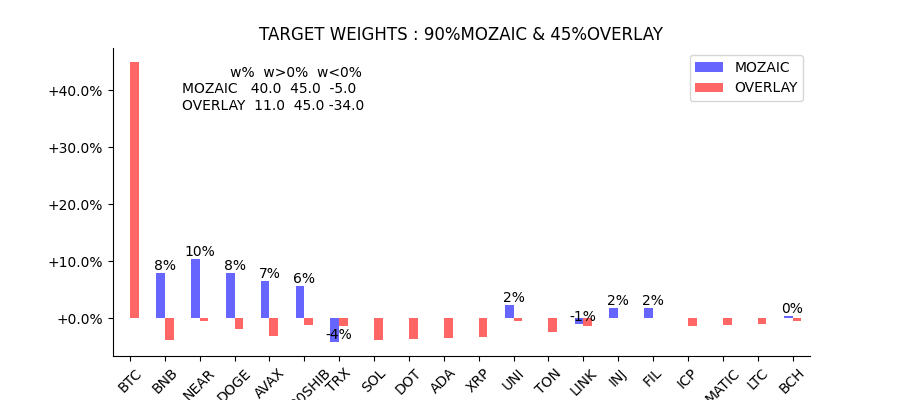 TARGET WEIGHTS : 90%MOZAIC & 45%OVERLAY
w% w>0% w<0%
MOZAIC 40.0 45.0 -5.0
OVERLAY 11.0 45.0 -34.0
MOZAIC
OVERLAY
+40.0%
+30.0%
+20.0%
+10.0%
+0.0%
8%
10%
8%
7%
6%
-4%
2%
-1%
2%
2%
0%
BTC
BNB
NEAR
DOGE
AVAX
0SHIB
TRX
SOL
DOT
ADA
XRP
UNI
TON
LINK
INJ
FIL
ICP
MATIC
LTC
BCH